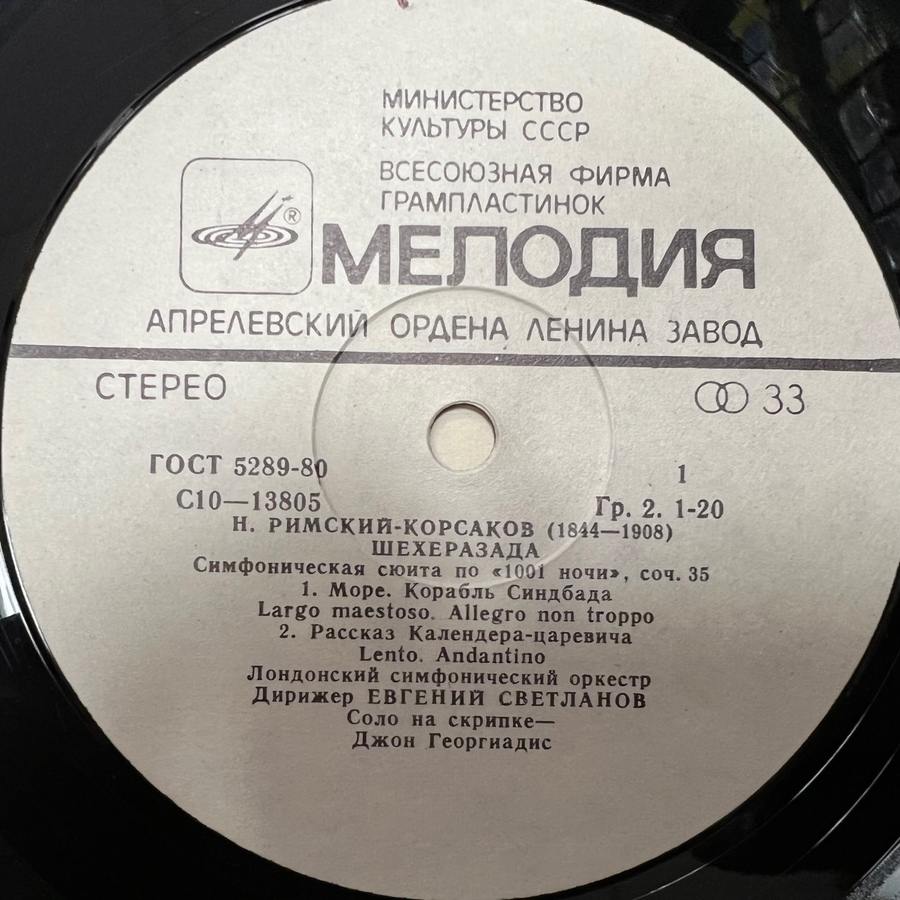 МИНИСТЕРСТВО
КУЛЬТУРЫ СССР
ВСЕСОЮЗНАЯ ФИРМА
ГРАМПЛАСТИНОК
®
МЕЛОДИЯ
АПРЕЛЕВСКИЙ ОРДЕНА ЛЕНИНА ЗАВОД
СТЕРЕО 33
ГОСТ 5289-80 1
С10—13805 Гр. 2. 1-20
Н. РИМСКИЙ-КОРСАКОВ (1844—1908)
ШЕХЕРАЗАДА
Симфоническая сюита по «1001 ночи», соч. 35
1. Море. Корабль Синдбада
Largo maestoso. Allegro non troppo
2. Рассказ Календера-царевича
Lento. Andantino
Лондонский симфонический оркестр
Дирижер ЕВГЕНИЙ СВЕТЛАНОВ
Соло на скрипке—
Джон Георгиадис